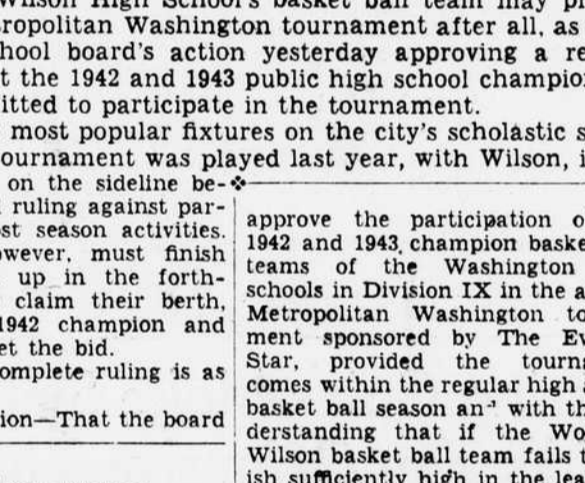 Wilson High School's basket ball team may
ropolitan Washington tournament after all, as
hool board's action yesterday approving a re
t the 1942 and 1943 public high school champio
itted to participate in the tournament.
most popular fixtures on the city's scholastic s
ournament was played last year, with Wilson, i
on the sideline be-
ruling against par-
st season activities.
wever, must finish
up in the forth-
claim their berth,
1942 champion and
et the bid.
omplete ruling is as
ion—That the board
approve the participation o
1942 and 1943 champion baske
teams of the Washington
schools in Division IX in the a
Metropolitan Washington to
ment sponsored by The Ev
Star, provided the tourna
comes within the regular high
basket ball season an with th
derstanding that if the Wo
Wilson basket ball team fails t
ish sufficiently high in the lea